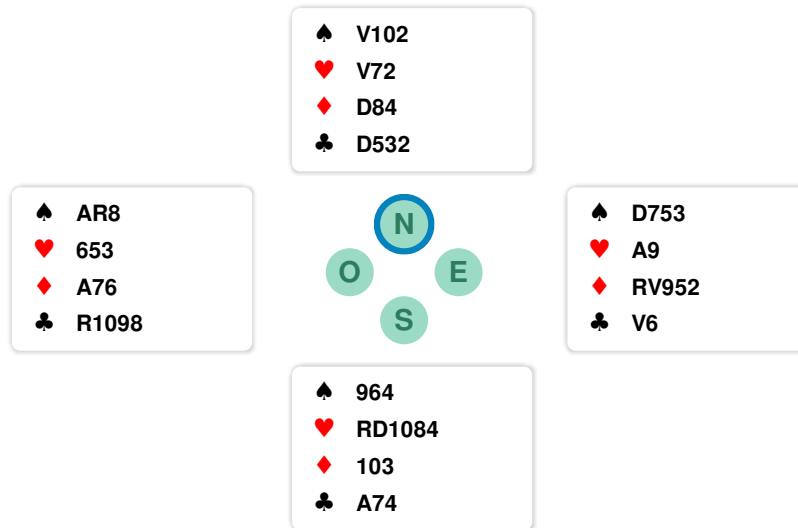 ♠ V102
♥ V72
♦ D84
♣ D532
♠ AR8
♥ 653
♦ A76
♣ R1098
N
O E
S
♠ D753
♥ A9
♦ RV952
♣ V6
♠ 964
♥ RD1084
♦ 103
♣ A74